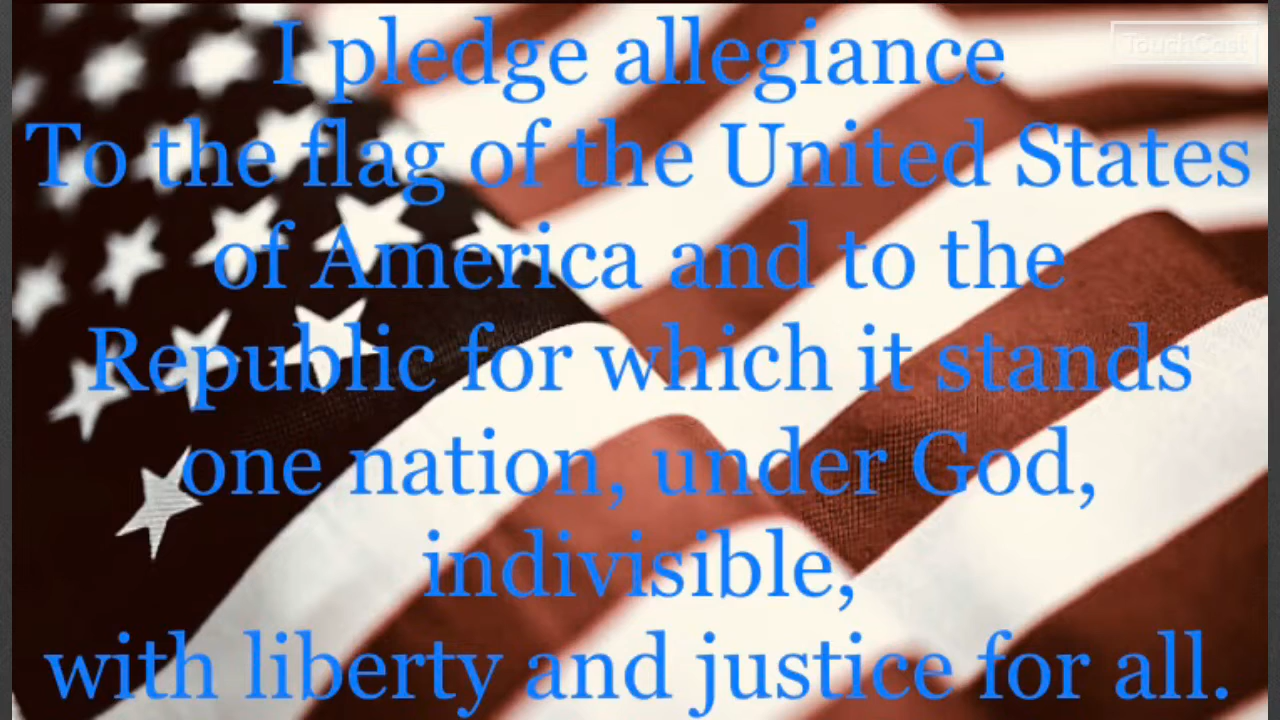 TouchCast
I pledge allegiance
To the flag of the United States
of America and to the
Republic for which it stands
one nation, under God,
indivisible,
with liberty and justice for all.